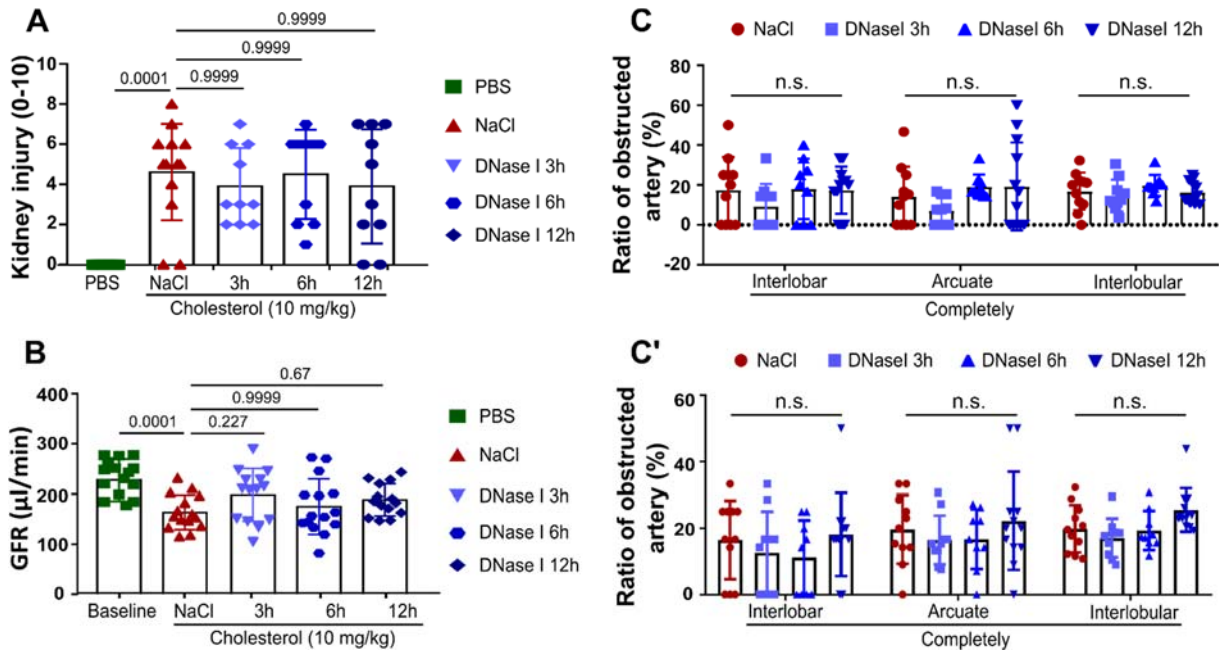 A
0.9999
0.9999
0.0001
0.9999
Kidney injury (0-10)
10
8
6
4
2
0
PBS
NaCl
3h
6h
12h
Cholesterol (10 mg/kg)
PBS
NaCl
DNase I 3h
DNase I 6h
DNase I 12h
B
0.67
0.9999
0.0001
0.227
GFR (µl/min)
400
300
200
100
0
Baseline
NaCl
3h
6h
12h
Cholesterol (10 mg/kg)
PBS
NaCl
DNase I 3h
DNase I 6h
DNase I 12h
C
NaCl
DNaseI 3h
DNaseI 6h
DNaseI 12h
n.s.
n.s.
n.s.
Ratio of obstructed
artery (%)
80
60
40
20
0
-20
Interlobar
Arcuate
Interlobular
Completely
C'
NaCl
DNaseI 3h
DNaseI 6h
DNaseI 12h
n.s.
n.s.
n.s.
Ratio of obstructed
artery (%)
60
40
20
0
Interlobar
Arcuate
Interlobular
Completely